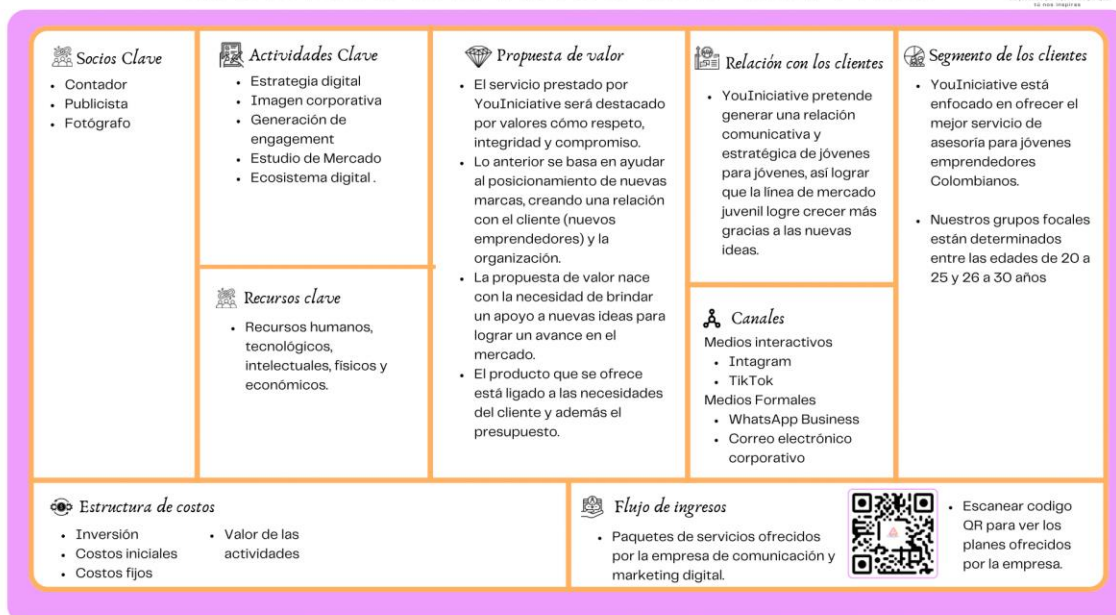 tú nos inspiras
Socios Clave
• Contador
• Publicista
• Fotógrafo
Actividades Clave
• Estrategia digital
• Imagen corporativa
• Generación de
engagement
• Estudio de Mercado
• Ecosistema digital .
Recursos clave
• Recursos humanos,
tecnológicos,
intelectuales, físicos y
económicos.
Propuesta de valor
• El servicio prestado por
YouIniciative será destacado
por valores cómo respeto,
integridad y compromiso.
• Lo anterior se basa en ayudar
al posicionamiento de nuevas
marcas, creando una relación
con el cliente (nuevos
emprendedores) y la
organización.
• La propuesta de valor nace
con la necesidad de brindar
un apoyo a nuevas ideas para
lograr un avance en el
mercado.
• El producto que se ofrece
está ligado a las necesidades
del cliente y además el
presupuesto.
Relación con los clientes
• YouIniciative pretende
generar una relación
comunicativa y
estratégica de jóvenes
para jóvenes, así lograr
que la línea de mercado
juvenil logre crecer más
gracias a las nuevas
ideas.
Canales
Medios interactivos
• Intagram
• TikTok
Medios Formales
• WhatsApp Business
• Correo electrónico
corporativo
Segmento de los clientes
• YouIniciative está
enfocado en ofrecer el
mejor servicio de
asesoría para jóvenes
emprendedores
Colombianos.
• Nuestros grupos focales
están determinados
entre las edades de 20 a
25 y 26 a 30 años
Estructura de costos
• Inversión
• Costos iniciales
• Costos fijos
• Valor de las
actividades
Flujo de ingresos
• Paquetes de servicios ofrecidos
por la empresa de comunicación y
marketing digital.
• Escanear codigo
QR para ver los
planes ofrecidos
por la empresa.